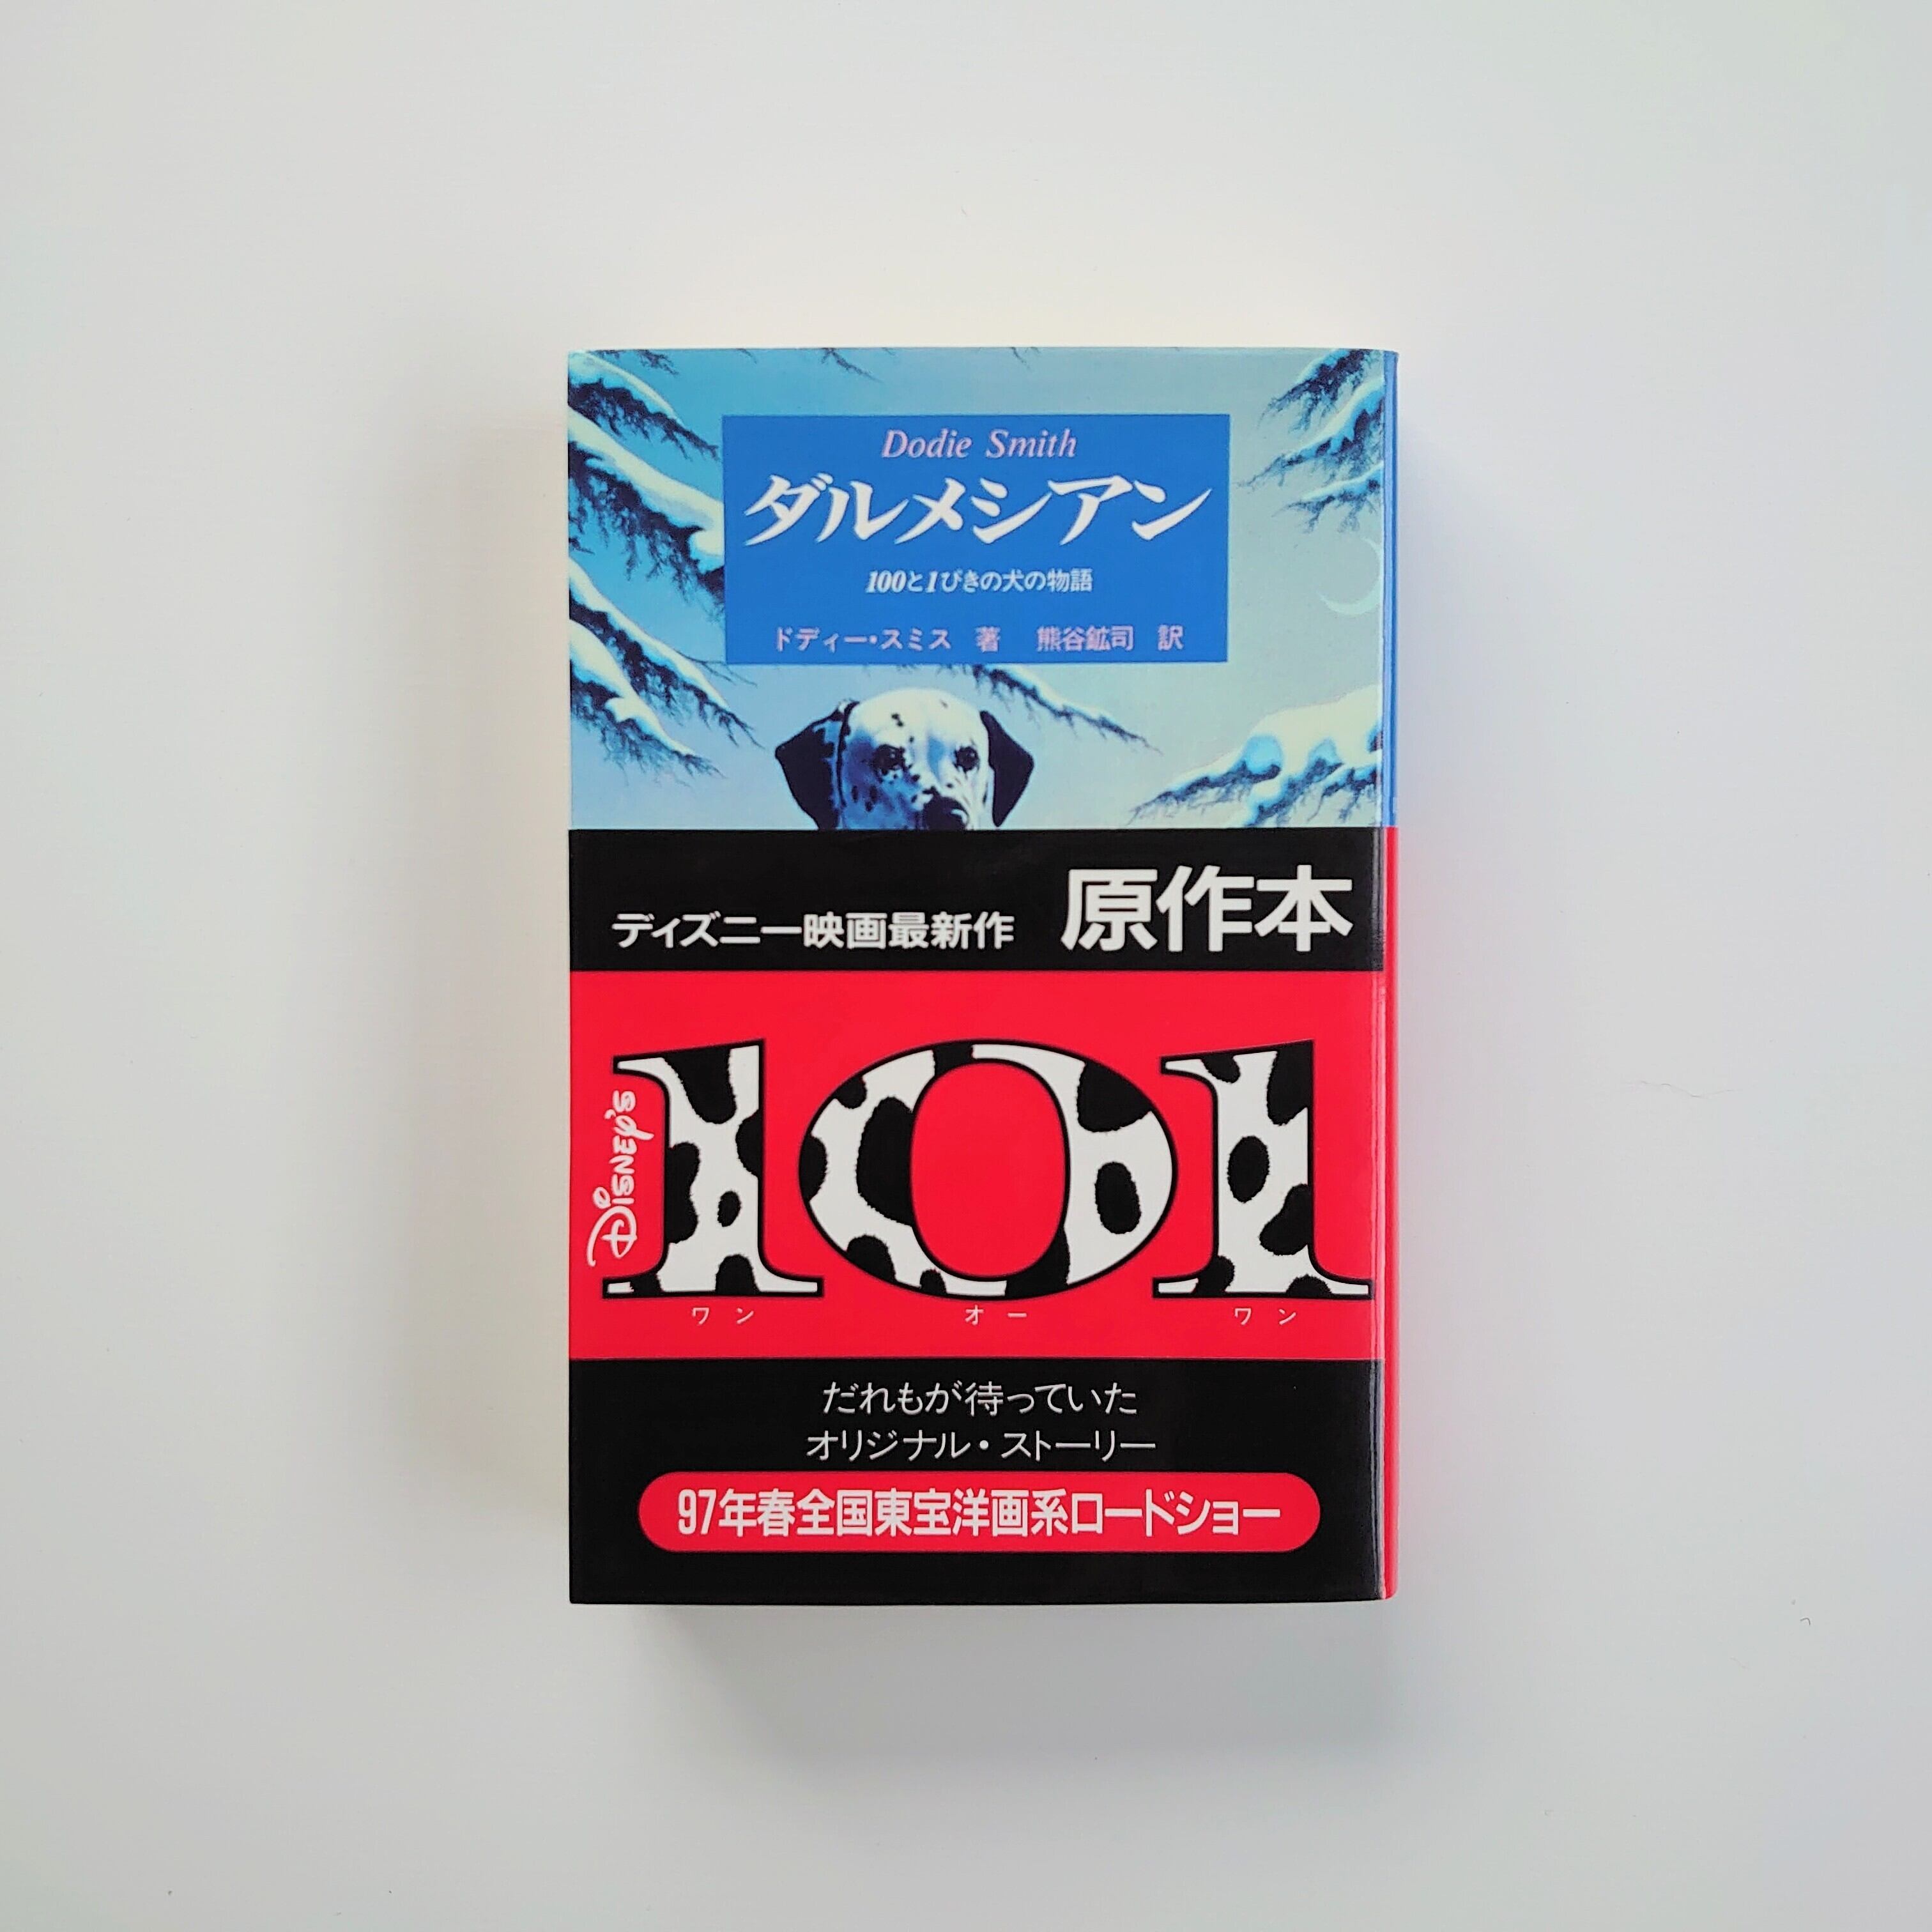 Dodie Smith
ダルメシアン
100と1ぴきの犬の物語
ドディー・スミス 著 熊谷鉱司 訳
ディズニー映画最新作 原作本
DISNEY'S
101
ワン オー ワン
だれもが待っていた
オリジナル・ストーリー
97年春全国東宝洋画系ロードショー